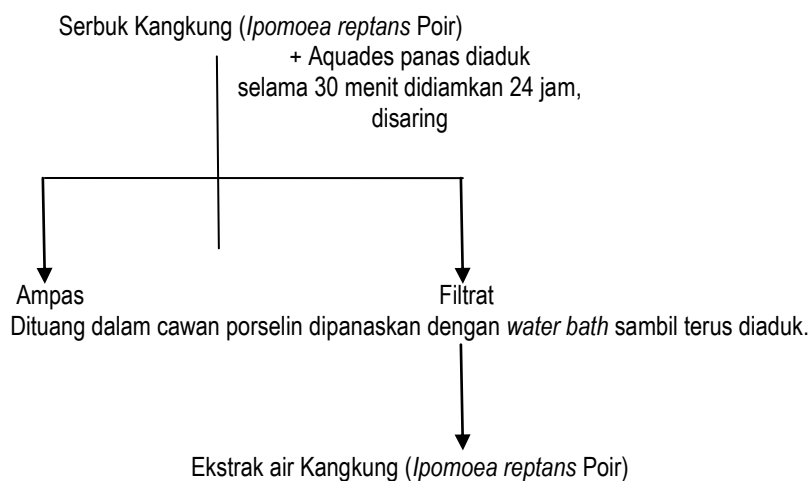 Serbuk Kangkung (Ipomoea reptans Poir)
+ Aquades panas diaduk
selama 30 menit didiamkan 24 jam,
disaring
Ampas
Filtrat
Dituang dalam cawan porselin dipanaskan dengan water bath sambil terus diaduk.
Ekstrak air Kangkung (Ipomoea reptans Poir)